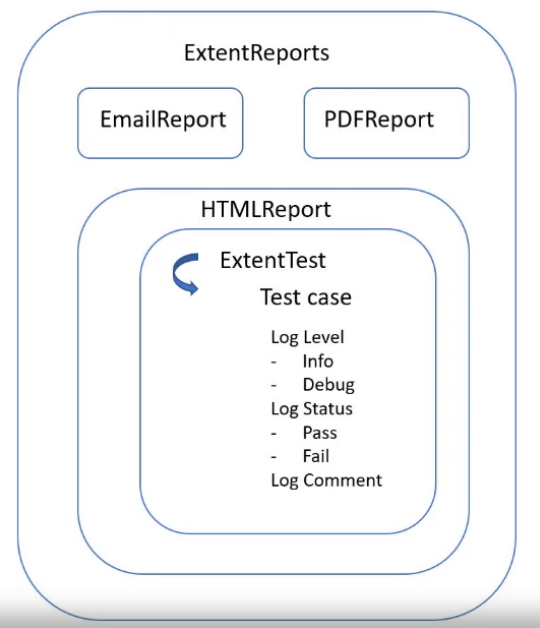 ExtentReports
EmailReport
PDFReport
HTMLReport
ExtentTest
Test case
Log Level
- Info
- Debug
Log Status
- Pass
- Fail
Log Comment